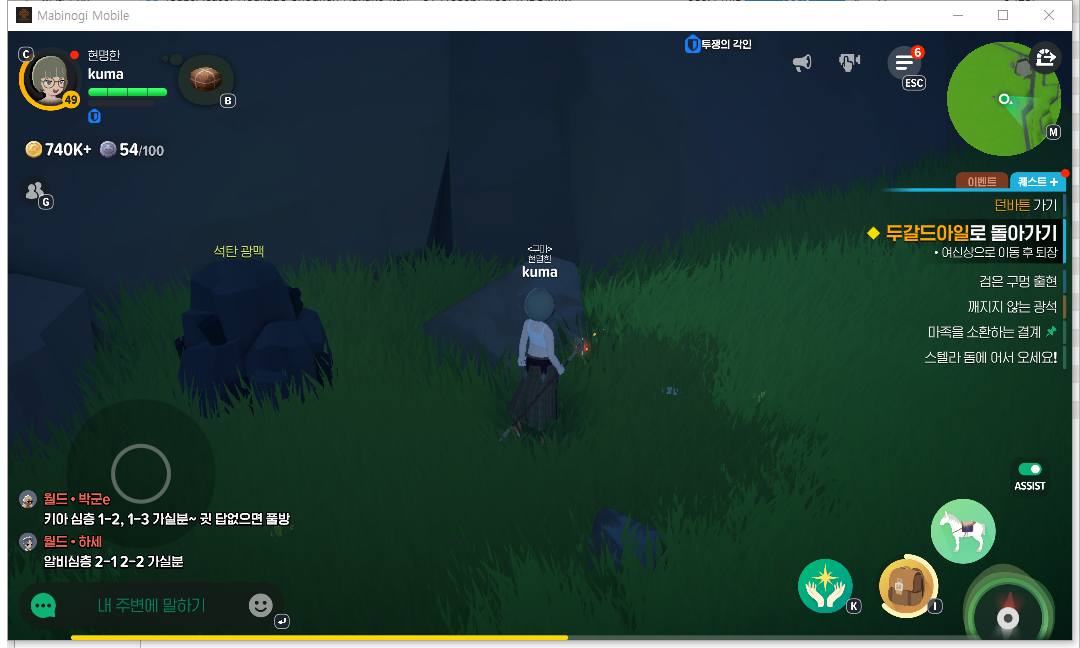 Mabinogi Mobile
C
현명한
kuma
49
B
투쟁의 각인
6
ESC
M
740K+
54/100
G
이벤트
퀘스트 +
던바튼 가기
두갈드아일로 돌아가기
• 여신상으로 이동 후 퇴장
검은 구멍 출현
깨지지 않는 광석
마족을 소환하는 결계
스텔라 돔에 어서 오세요!
석탄 광맥
현명한
kuma
ASSIST
월드 • 박군e
키아 심층 1-2, 1-3 가실분~ 귓 답없으면 풀방
월드 • 하세
알비심층 2-1 2-2 가실분
내 주변에 말하기
K
I